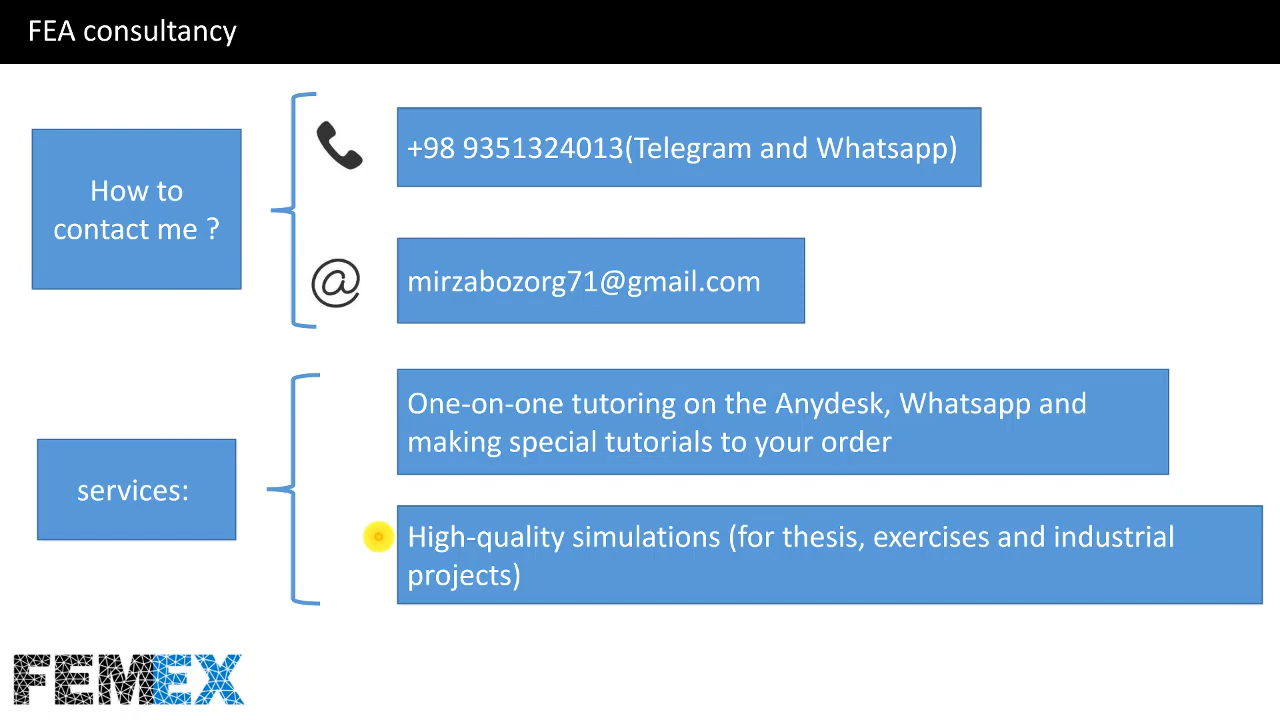 FEA consultancy
How to
contact me ?
+98 9351324013(Telegram and Whatsapp)
@
mirzabozorg71@gmail.com
services:
One-on-one tutoring on the Anydesk, Whatsapp and
making special tutorials to your order
High-quality simulations (for thesis, exercises and industrial
projects)
FEMEX